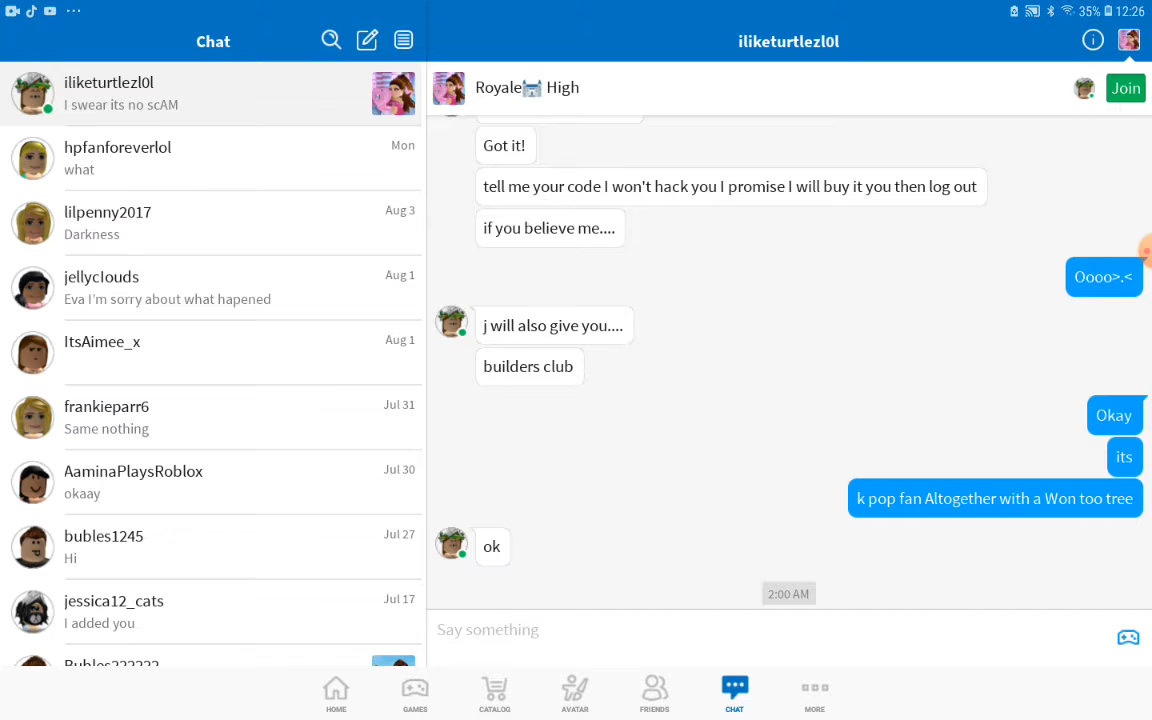 35% 12:26
Chat
iliketurtlezl0l
iliketurtlezl0l
I swear its no scAM
hpfanforeverlol
Mon
what
lilpenny2017
Aug 3
Darkness
jellycIouds
Aug 1
Eva I'm sorry about what hapened
ItsAimee_x
Aug 1
frankieparr6
Jul 31
Same nothing
AaminaPlaysRoblox
Jul 30
okaay
bubles1245
Jul 27
Hi
jessica12_cats
Jul 17
I added you
Bubles222222
Royale High
Join
Got it!
tell me your code I won't hack you I promise I will buy it you then log out
if you believe me....
Oooo>.<
j will also give you....
builders club
Okay
its
k pop fan Altogether with a Won too tree
ok
2:00 AM
Say something
HOME
GAMES
CATALOG
AVATAR
FRIENDS
CHAT
MORE